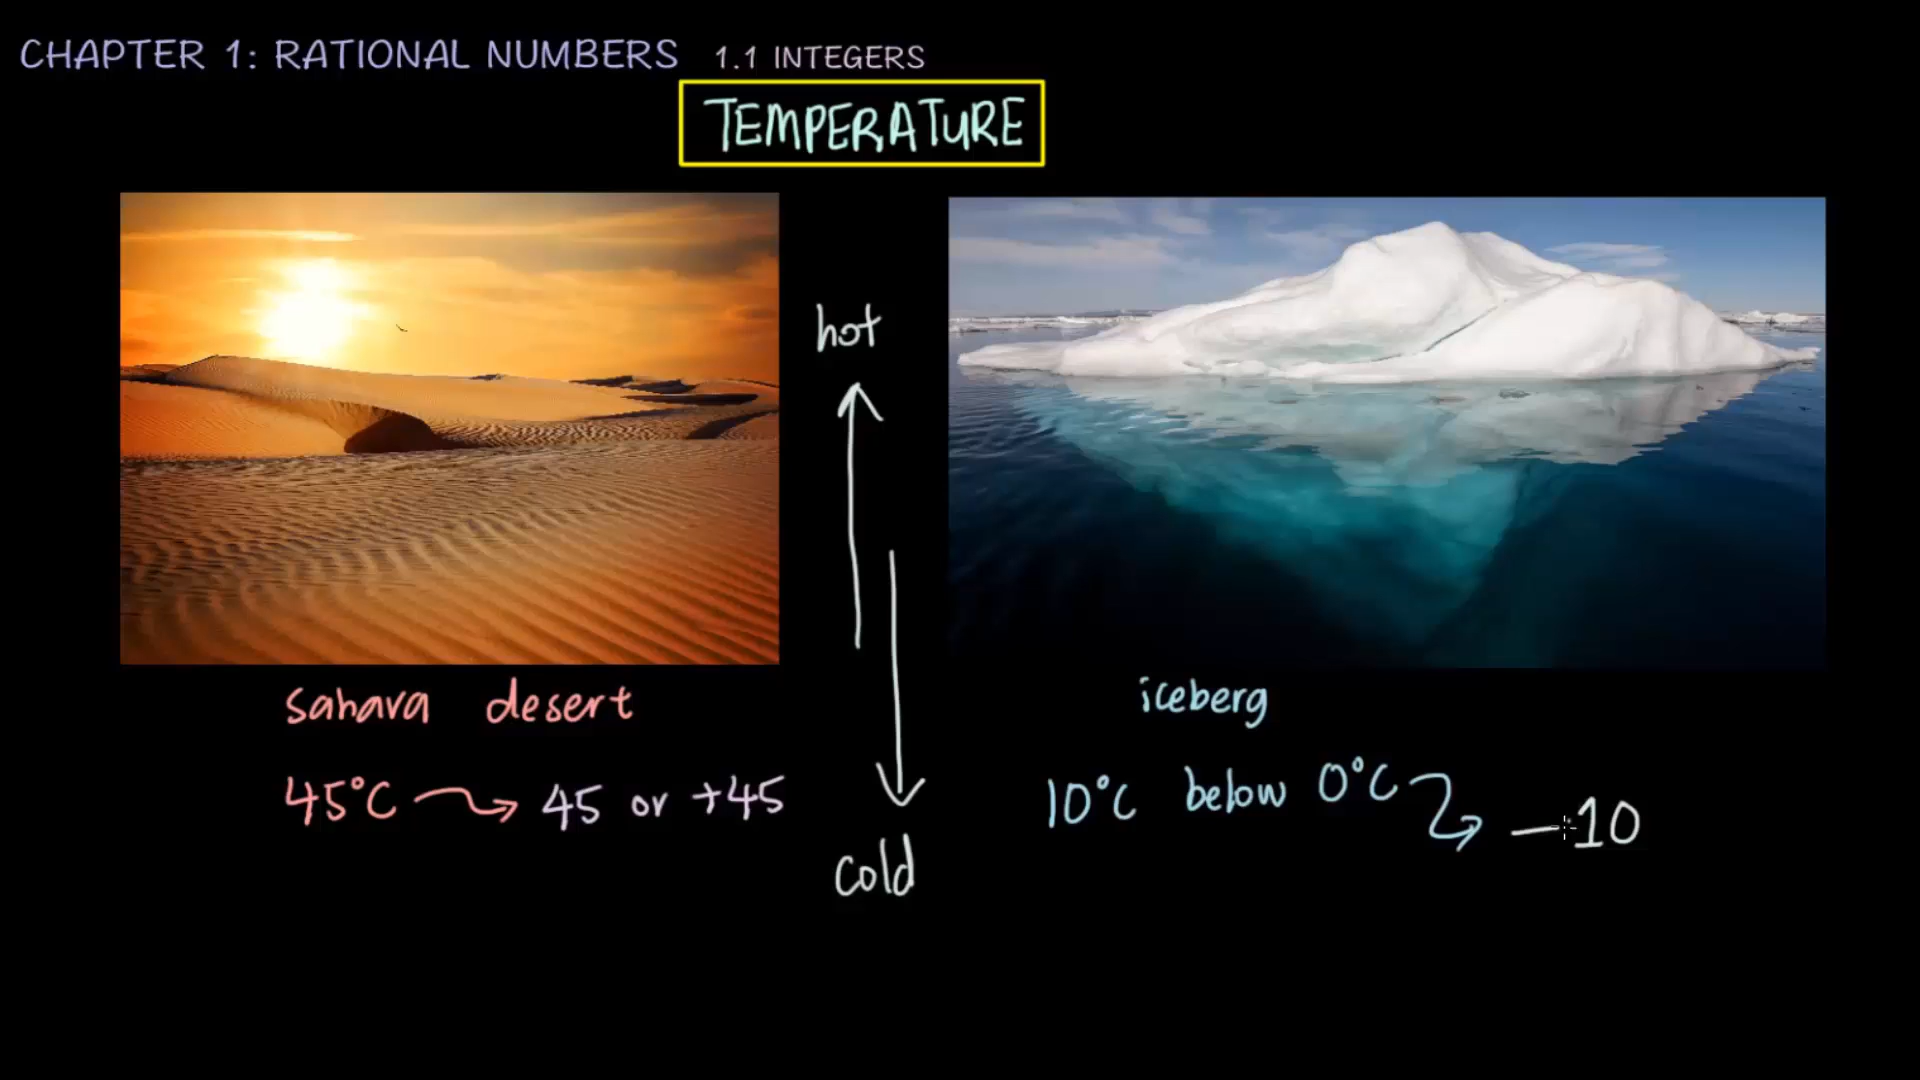 CHAPTER 1: RATIONAL NUMBERS 1.1 INTEGERS
TEMPERATURE
hot
sahara desert
iceberg
45°C 45 or +45
10°C below 0°C -10
cold